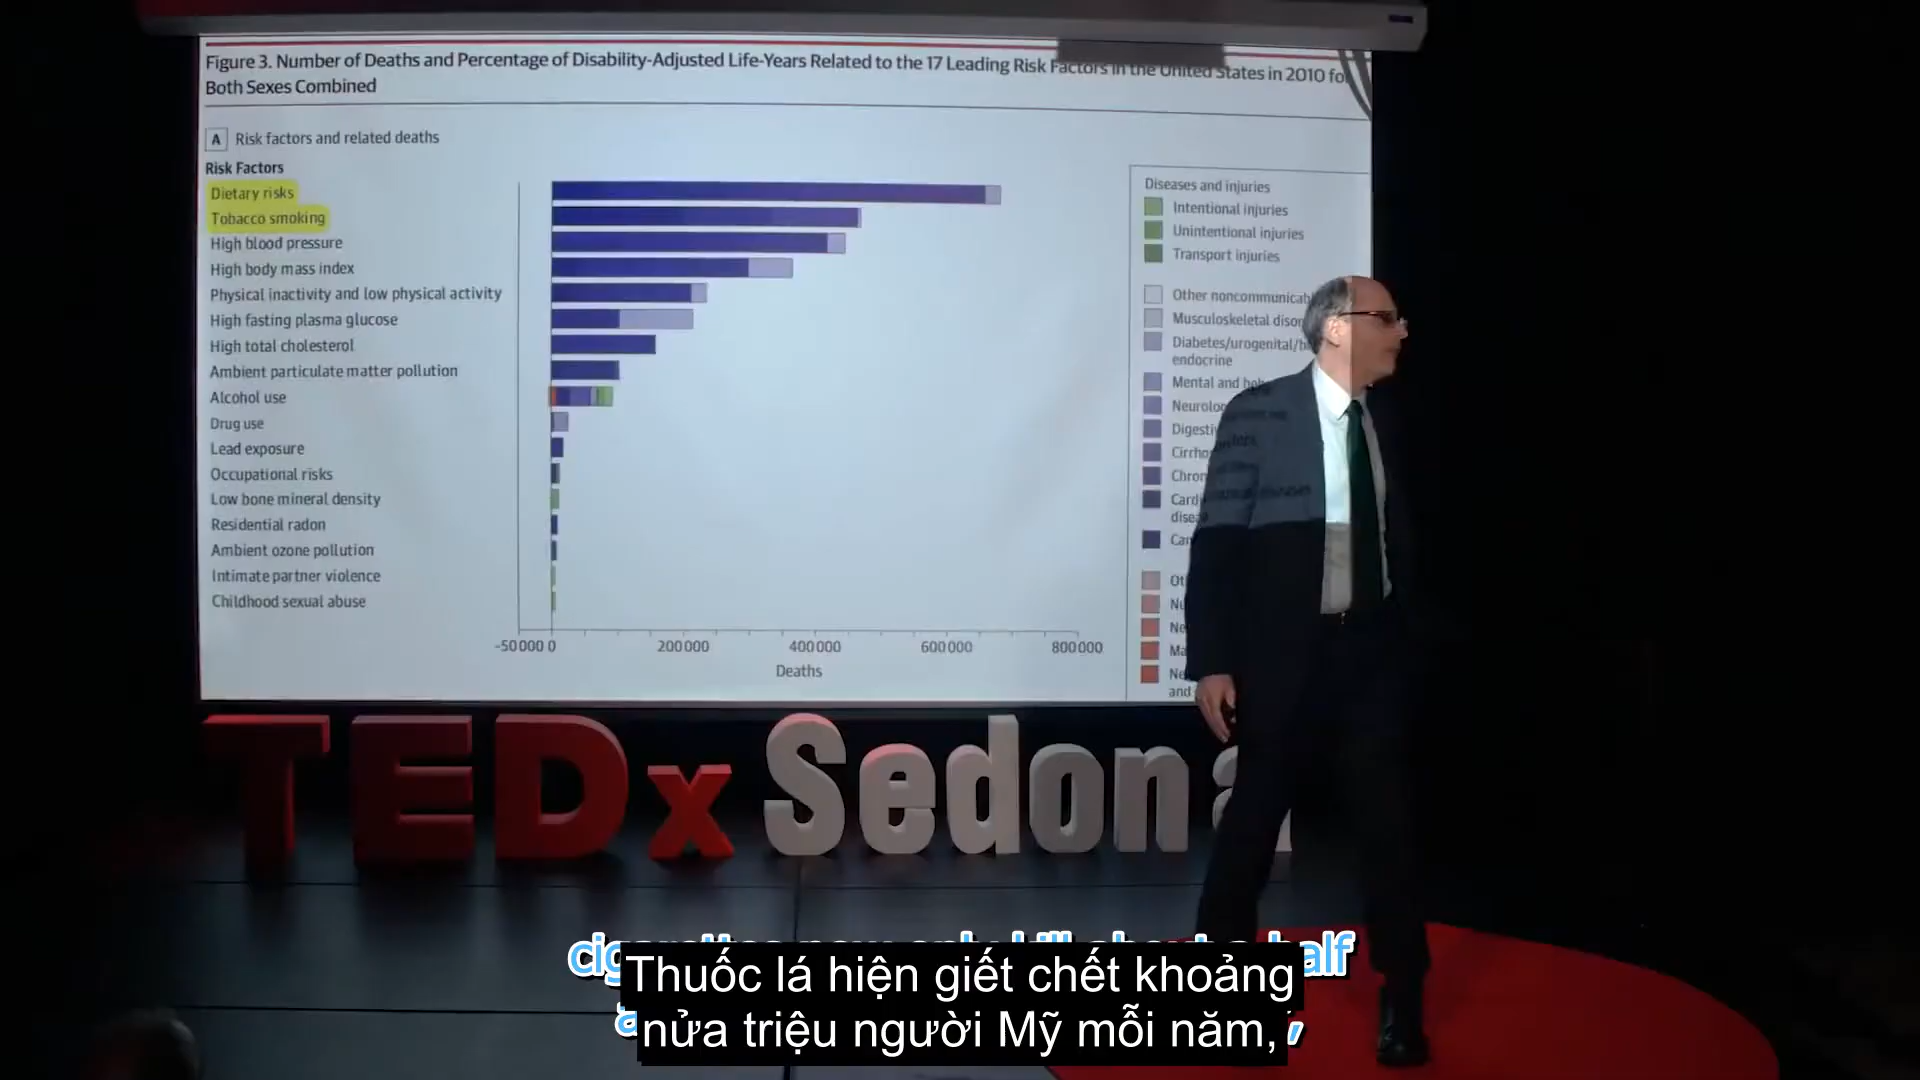 Figure 3. Number of Deaths and Percentage of Disability-Adjusted Life-Years Related to the 17 Leading Risk Factors in the United States in 2010 fo
Both Sexes Combined
A Risk factors and related deaths
Risk Factors
Dietary risks
Tobacco smoking
High blood pressure
High body mass index
Physical inactivity and low physical activity
High fasting plasma glucose
High total cholesterol
Ambient particulate matter pollution
Alcohol use
Drug use
Lead exposure
Occupational risks
Low bone mineral density
Residential radon
Ambient ozone pollution
Intimate partner violence
Childhood sexual abuse
-50000 0 200000 400000 600000 800000
Deaths
Diseases and injuries
Intentional injuries
Unintentional injuries
Transport injuries
Other
Musculoskeletal
endocrine
Mental and
and
TEDxSedona
Thuốc lá hiện giết chết khoảng
nửa triệu người Mỹ mỗi năm,